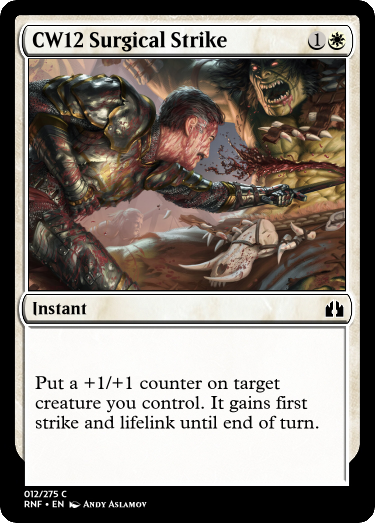 CW12 Surgical Strike 1
Instant
Put a +1/+1 counter on target
creature you control. It gains first
strike and lifelink until end of turn.
012/275 C
RNF • EN Andy Aslamov